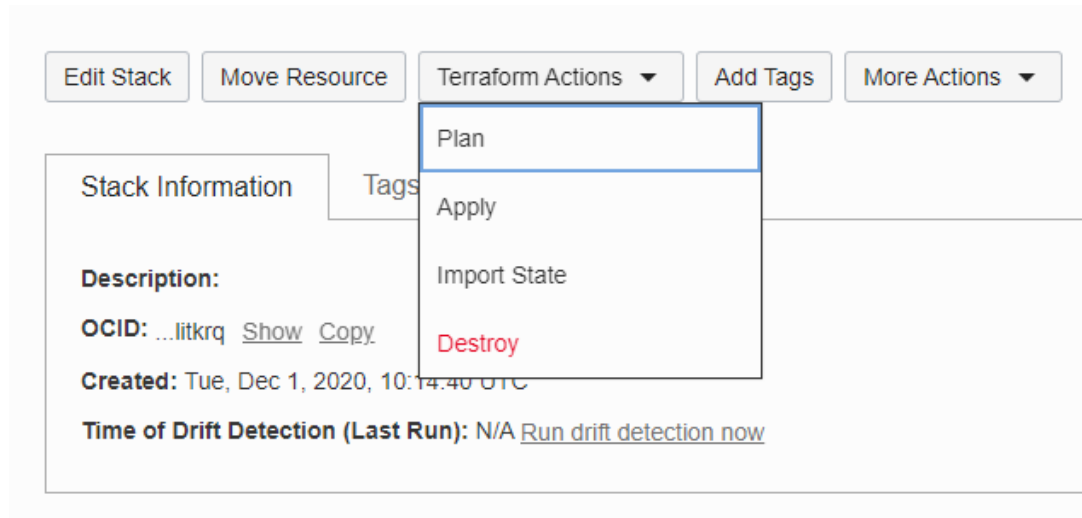 Edit Stack Move Resource Terraform Actions Add Tags More Actions
Plan
Apply
Import State
Destroy
Stack Information Tags
Description:
OCID: ...litkrq Show Copy
Created: Tue, Dec 1, 2020, 10:14:40 UTC
Time of Drift Detection (Last Run): N/A Run drift detection now